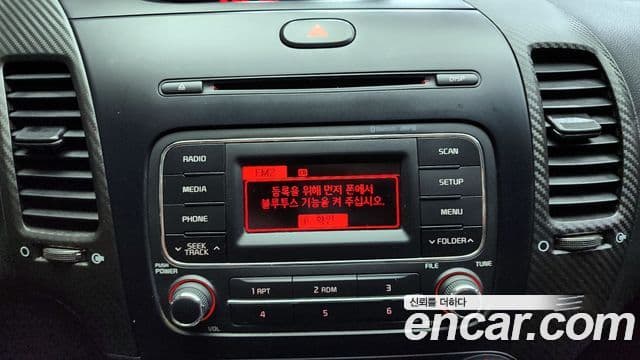 DISP
RADIO
SCAN
MEDIA
SETUP
PHONE
MENU
SEEK
TRACK
FOLDER
FM2
등록을 위해 먼저 폰에서
블루투스 기능을 켜 주십시오.
확인
PUSH
POWER
VOL
FILE
TUNE
1 RPT
2 RDM
3
4
5
6
신뢰를 더하다
encar.com